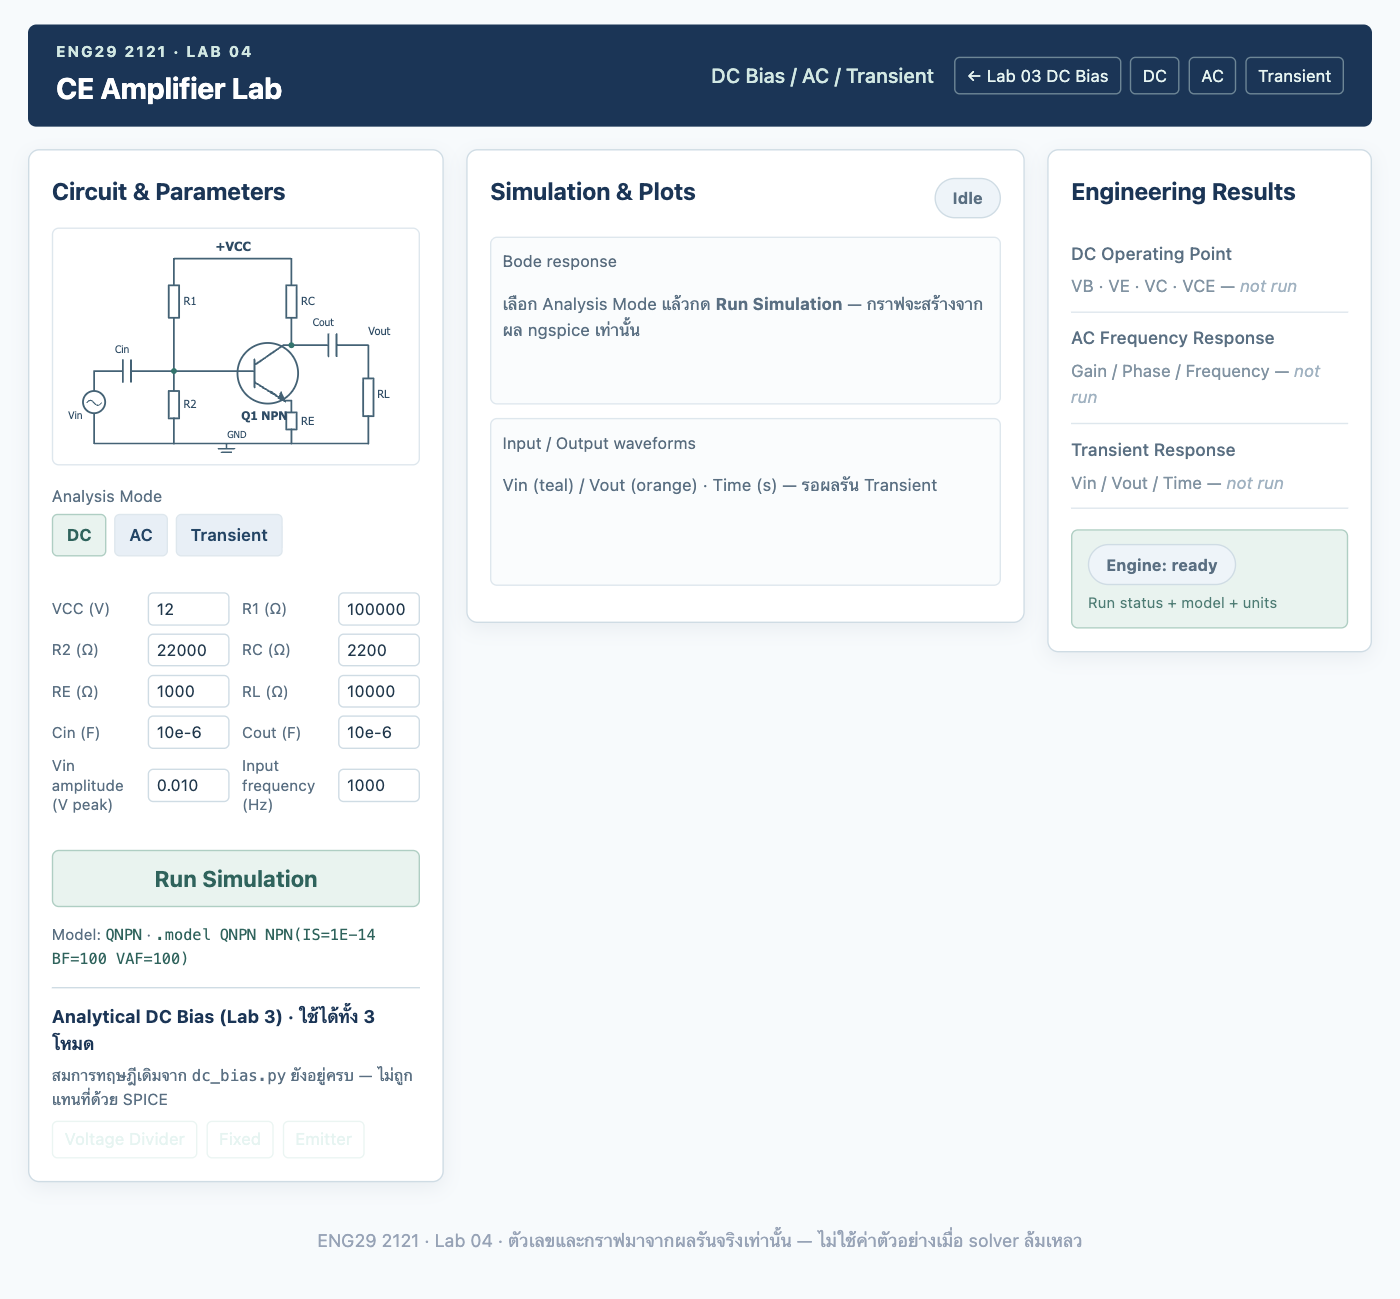 ENG29 2121 · LAB 04
CE Amplifier Lab
DC Bias / AC / Transient
← Lab 03 DC Bias
DC
AC
Transient
Circuit & Parameters
+VCC
R1
RC
Cout
Vout
Cin
Vin
R2
Q1 NPN
RE
RL
GND
Analysis Mode
DC
AC
Transient
VCC (V)
12
R1 (Ω)
100000
R2 (Ω)
22000
RC (Ω)
2200
RE (Ω)
1000
RL (Ω)
10000
Cin (F)
10e-6
Cout (F)
10e-6
Vin
amplitude
(V peak)
0.010
Input
frequency
(Hz)
1000
Run Simulation
Model: QNPN · .model QNPN NPN(IS=1E-14
BF=100 VAF=100)
Analytical DC Bias (Lab 3) · ใช้ได้ทั้ง 3
โหมด
สมการทฤษฎีเดิมจาก dc_bias.py ยังอยู่ครบ — ไม่ถูก
แทนที่ด้วย SPICE
Voltage Divider
Fixed
Emitter
Simulation & Plots
Idle
Bode response
เลือก Analysis Mode แล้วกด Run Simulation — กราฟจะสร้างจาก
ผล ngspice เท่านั้น
Input / Output waveforms
Vin (teal) / Vout (orange) · Time (s) — รอผลรัน Transient
Engineering Results
DC Operating Point
VB · VE · VC · VCE — not run
AC Frequency Response
Gain / Phase / Frequency — not
run
Transient Response
Vin / Vout / Time — not run
Engine: ready
Run status + model + units
ENG29 2121 · Lab 04 · ตัวเลขและกราฟมาจากผลรันจริงเท่านั้น — ไม่ใช้ค่าตัวอย่างเมื่อ solver ล้มเหลว